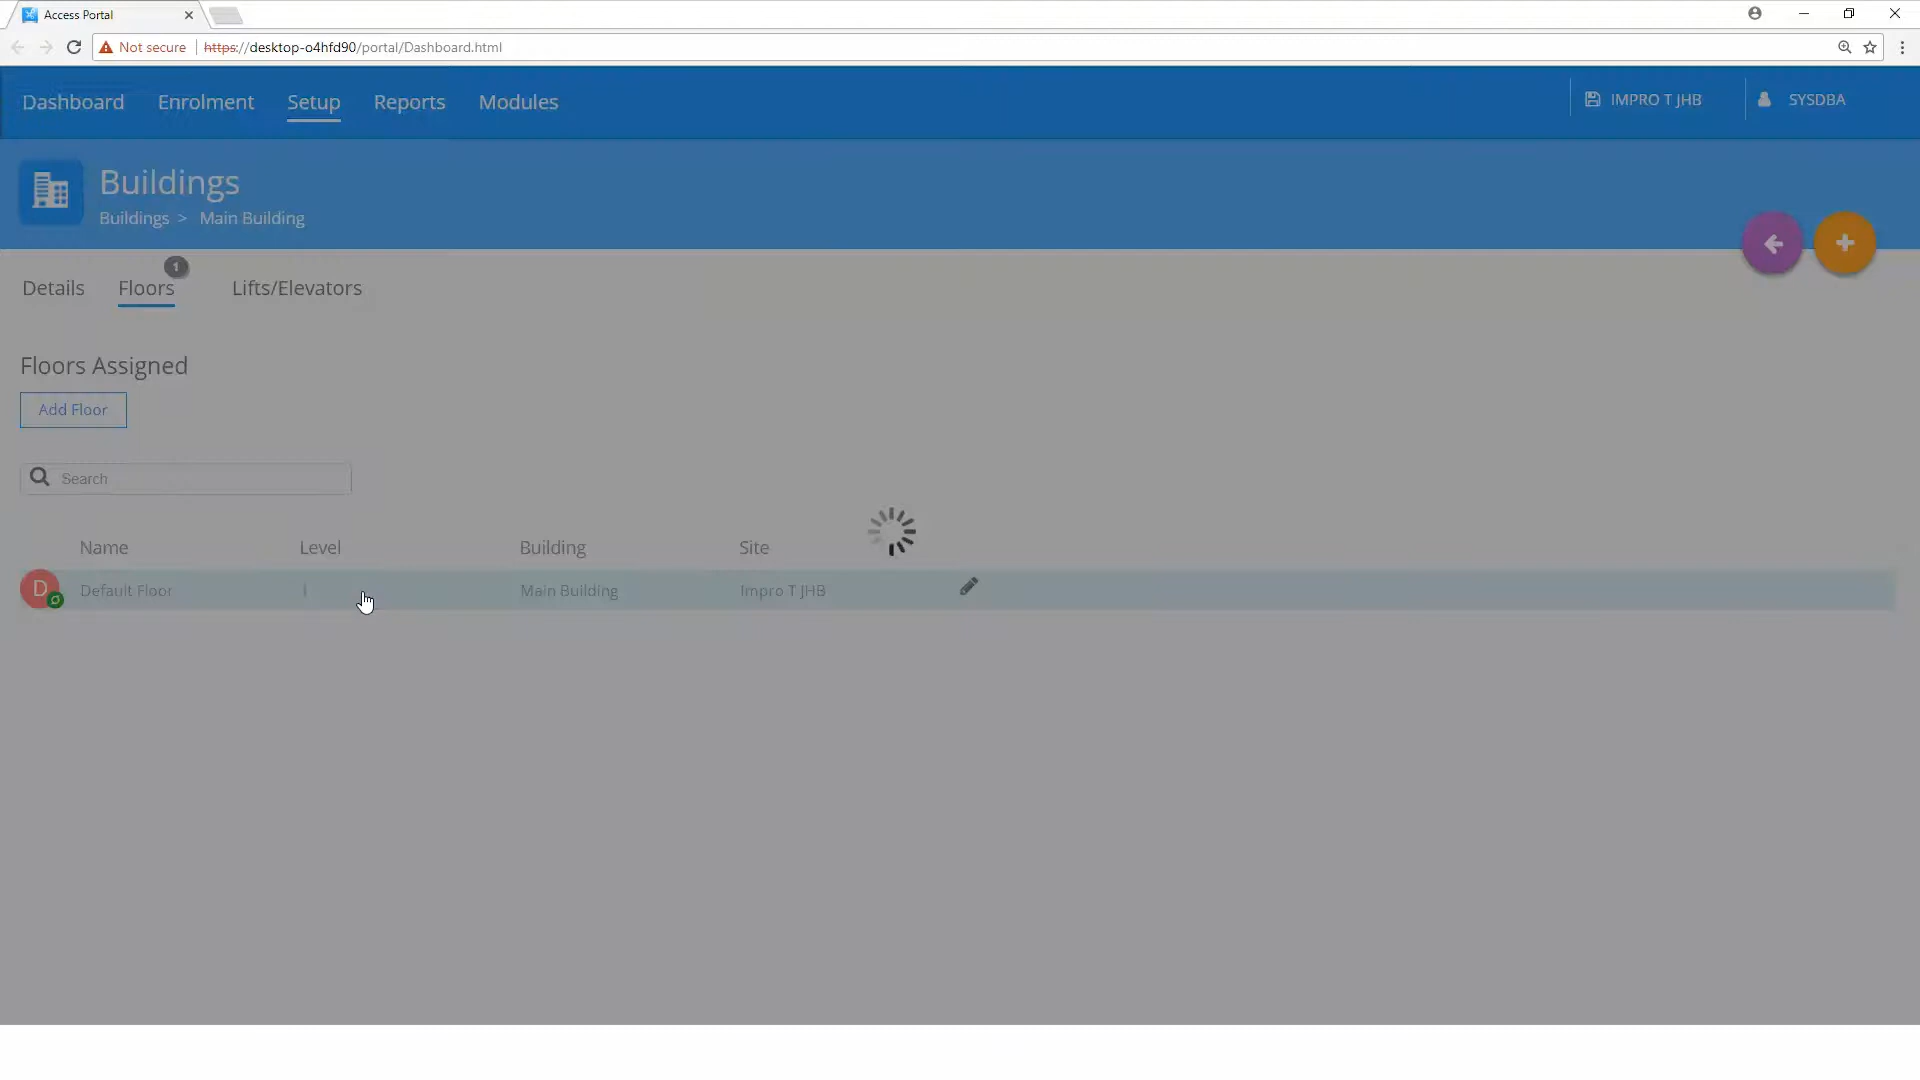 Access Portal
Not secure https://desktop-o4hfd90/portal/Dashboard.html
Dashboard Enrolment Setup Reports Modules IMPRO T JHB SYSDBA
Buildings
Buildings > Main Building
1
Details Floors Lifts/Elevators
Floors Assigned
Add Floor
Search
Name Level Building Site
D Default Floor 1 Main Building Impro T JHB